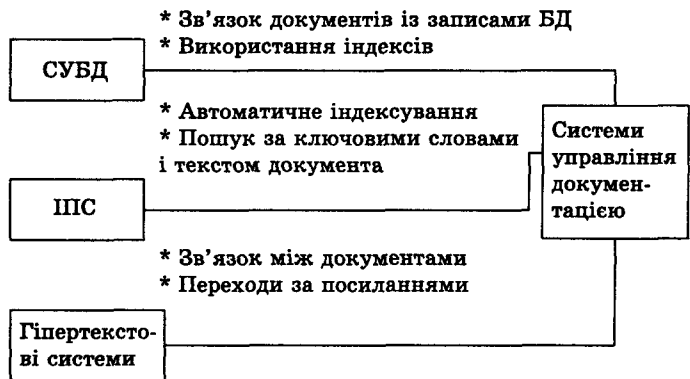 * Зв’язок документів із записами БД
* Використання індексів
СУБД
* Автоматичне індексування
* Пошук за ключовими словами
і текстом документа
Системи
управління
докумен-
тацією
ІПС
* Зв’язок між документами
* Переходи за посиланнями
Гіпертексто-
ві системи